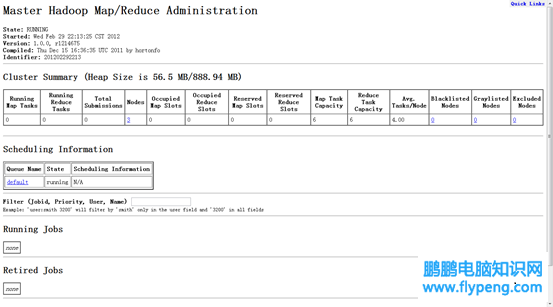 Quick Links
Master Hadoop Map/Reduce Administration
State: RUNNING
Started: Wed Feb 29 22:13:25 CST 2012
Version: 1.0.0, r1214675
Compiled: Thu Dec 15 16:36:35 UTC 2011 by hortonfo
Identifier: 201202292213
Cluster Summary (Heap Size is 56.5 MB/888.94 MB)
Running Map Tasks Running Reduce Tasks Total Submissions Nodes Occupied Map Slots Occupied Reduce Slots Reserved Map Slots Reserved Reduce Slots Map Task Capacity Reduce Task Capacity Avg. Tasks/Node Blacklisted Nodes Graylisted Nodes Excluded Nodes
0 0 0 3 0 0 0 0 6 6 4.00 0 0 0
Scheduling Information
Queue Name State Scheduling Information
default running N/A
Filter (Jobid, Priority, User, Name)
Example: 'user:smith 3200' will filter by 'smith' only in the user field and '3200' in all fields
Running Jobs
none
Retired Jobs
none
鹏鹏电脑知识网
www.flypeng.com